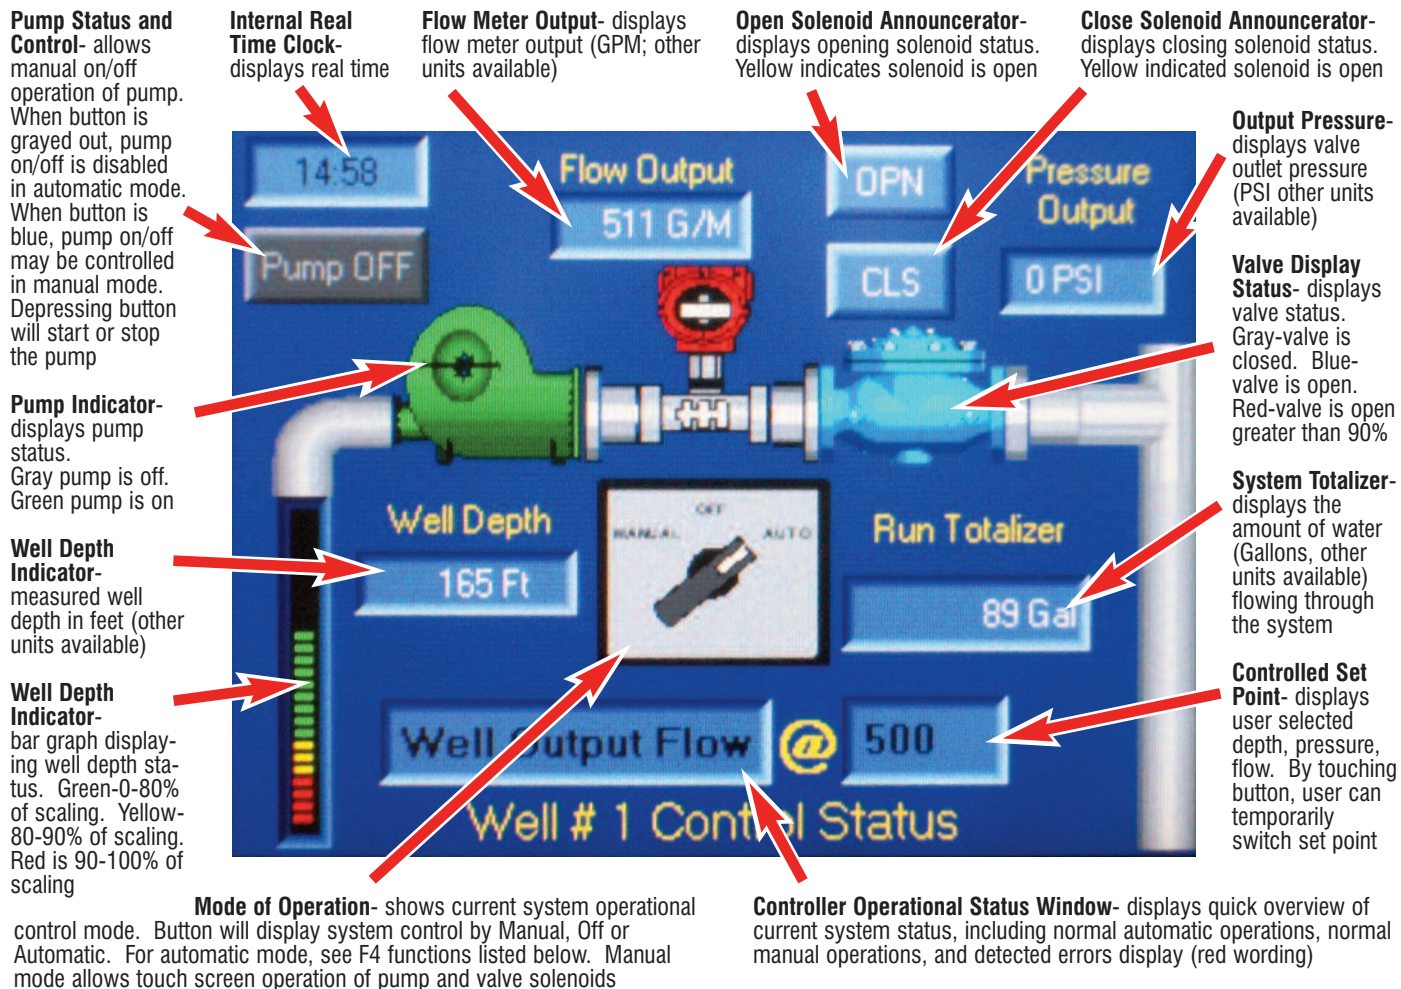 Pump Status and
Control- allows
manual on/off
operation of pump.
When button is
grayed out, pump
on/off is disabled
in automatic mode.
When button is
blue, pump on/off
may be controlled
in manual mode.
Depressing button
will start or stop
the pump
Internal Real
Time Clock-
displays real time
Flow Meter Output- displays
flow meter output (GPM; other
units available)
Open Solenoid Announcerator-
displays opening solenoid status.
Yellow indicates solenoid is open
Close Solenoid Announcerator-
displays closing solenoid status.
Yellow indicated solenoid is open
Output Pressure-
displays valve
outlet pressure
(PSI other units
available)
Valve Display
Status- displays
valve status.
Gray-valve is
closed. Blue-
valve is open.
Red-valve is open
greater than 90%
System Totalizer-
displays the
amount of water
(Gallons, other
units available)
flowing through
the system
Controlled Set
Point- displays
user selected
depth, pressure,
flow. By touching
button, user can
temporarily
switch set point
Pump Indicator-
displays pump
status.
Gray pump is off.
Green pump is on
Well Depth
Indicator-
measured well
depth in feet (other
units available)
Well Depth
Indicator-
bar graph display-
ing well depth sta-
tus. Green-0-80%
of scaling. Yellow-
80-90% of scaling.
Red is 90-100% of
scaling
14:58
Pump OFF
Flow Output
511 G/M
OPN
CLS
Pressure
Output
0 PSI
Well Depth
165 Ft
MANUAL
OFF
AUTO
Run Totalizer
89 Gal
Well Output Flow @ 500
Well # 1 Control Status
Mode of Operation- shows current system operational
control mode. Button will display system control by Manual, Off or
Automatic. For automatic mode, see F4 functions listed below. Manual
mode allows touch screen operation of pump and valve solenoids
Controller Operational Status Window- displays quick overview of
current system status, including normal automatic operations, normal
manual operations, and detected errors display (red wording)